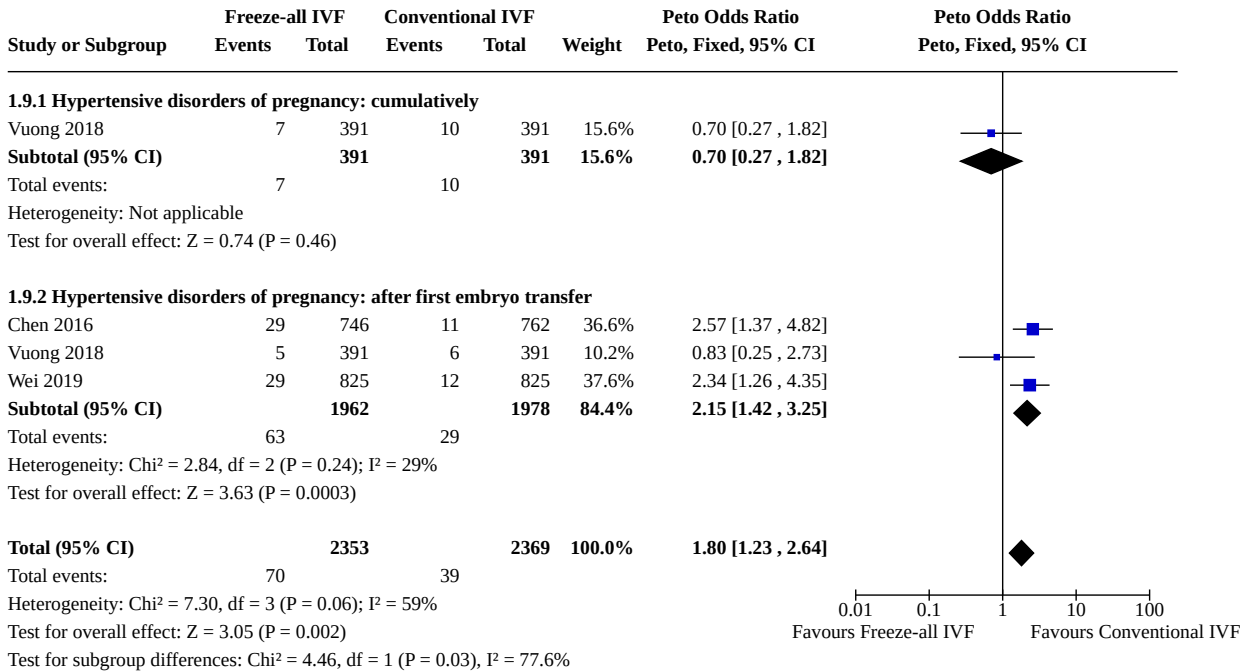 Freeze-all IVF Conventional IVF Peto Odds Ratio Peto Odds Ratio
Study or Subgroup Events Total Events Total Weight Peto, Fixed, 95% CI Peto, Fixed, 95% CI
1.9.1 Hypertensive disorders of pregnancy: cumulatively
Vuong 2018 7 391 10 391 15.6% 0.70 [0.27 , 1.82]
Subtotal (95% CI) 391 391 15.6% 0.70 [0.27 , 1.82]
Total events: 7 10
Heterogeneity: Not applicable
Test for overall effect: Z = 0.74 (P = 0.46)
1.9.2 Hypertensive disorders of pregnancy: after first embryo transfer
Chen 2016 29 746 11 762 36.6% 2.57 [1.37 , 4.82]
Vuong 2018 5 391 6 391 10.2% 0.83 [0.25 , 2.73]
Wei 2019 29 825 12 825 37.6% 2.34 [1.26 , 4.35]
Subtotal (95% CI) 1962 1978 84.4% 2.15 [1.42 , 3.25]
Total events: 63 29
Heterogeneity: Chi² = 2.84, df = 2 (P = 0.24); I² = 29%
Test for overall effect: Z = 3.63 (P = 0.0003)
Total (95% CI) 2353 2369 100.0% 1.80 [1.23 , 2.64]
Total events: 70 39
Heterogeneity: Chi² = 7.30, df = 3 (P = 0.06); I² = 59%
0.01 0.1 1 10 100
Test for overall effect: Z = 3.05 (P = 0.002)
Favours Freeze-all IVF Favours Conventional IVF
Test for subgroup differences: Chi² = 4.46, df = 1 (P = 0.03), I² = 77.6%